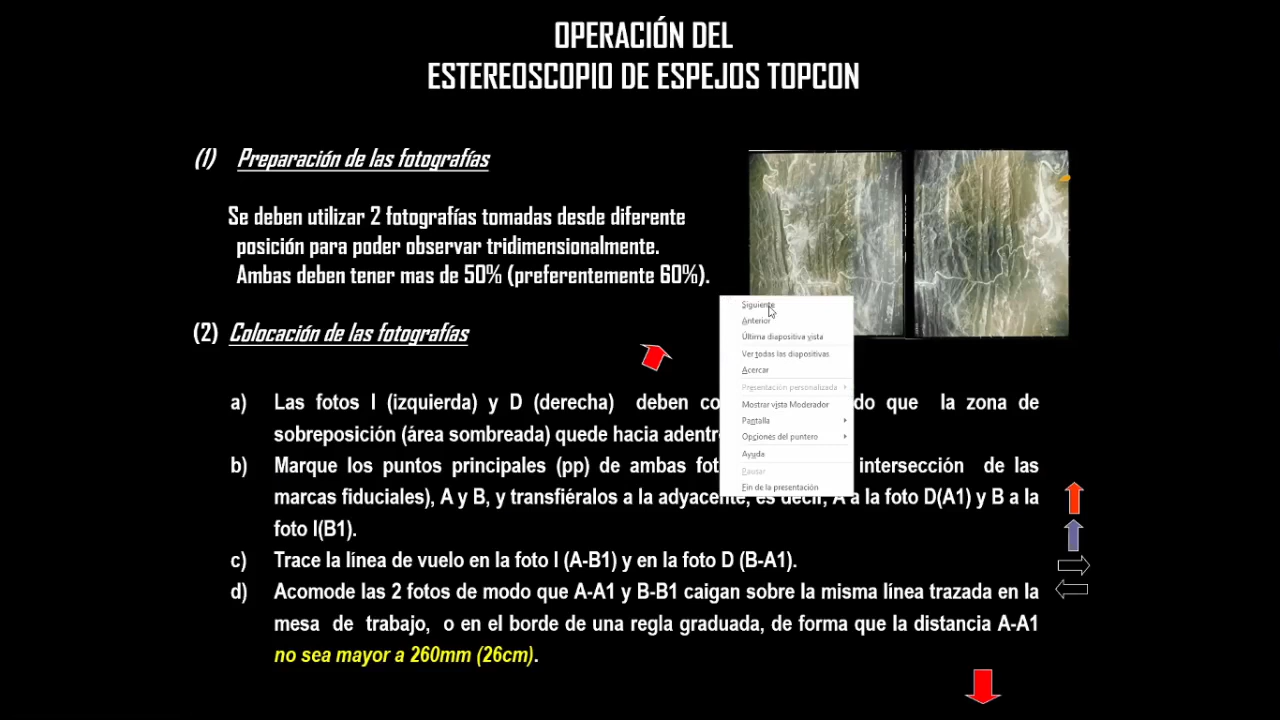 OPERACIÓN DEL
ESTEREOSCOPIO DE ESPEJOS TOPCON
(1) Preparación de las fotografías
Se deben utilizar 2 fotografías tomadas desde diferente
posición para poder observar tridimensionalmente.
Ambas deben tener mas de 50% (preferentemente 60%).
(2) Colocación de las fotografías
Siguiente
Anterior
Última diapositiva vista
Ver todas las diapositivas
Acercar
Presentación personalizada
Mostrar vista Moderador
Pantalla
Opciones del puntero
Ayuda
Pausar
Fin de la presentación
a) Las fotos I (izquierda) y D (derecha) deben do que la zona de
sobreposición (área sombreada) quede hacia
b) Marque los puntos principales (pp) de ambas intersección de las
marcas fiduciales), A y B, y transfiéralos a la adyacente, es decir, A a la foto D(A1) y B a la
foto I(B1).
c) Trace la línea de vuelo en la foto I (A-B1) y en la foto D (B-A1).
d) Acomode las 2 fotos de modo que A-A1 y B-B1 caigan sobre la misma línea trazada en la
mesa de trabajo, o en el borde de una regla graduada, de forma que la distancia A-A1
no sea mayor a 260mm (26cm).